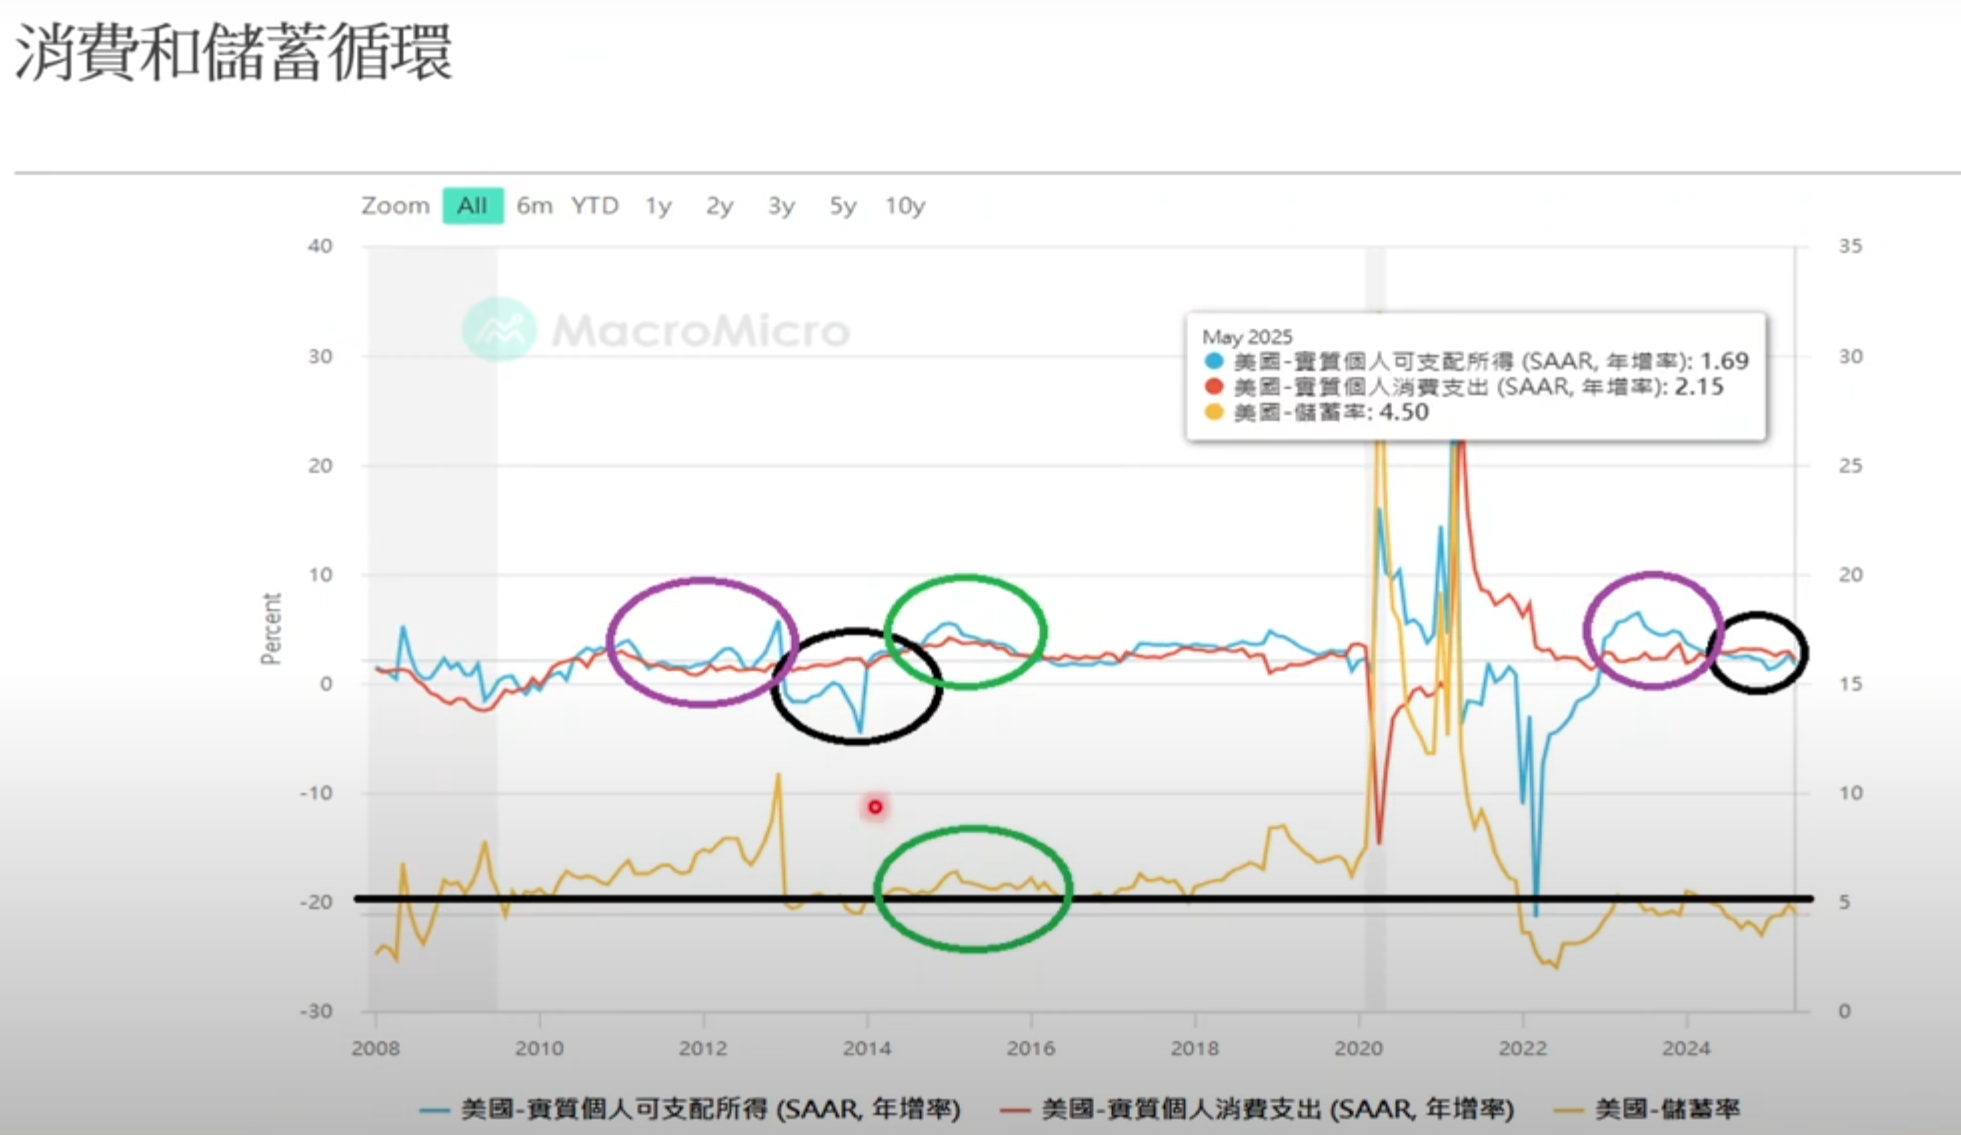 消費和儲蓄循環
Zoom All 6m YTD 1y 2y 3y 5y 10y
40
30
20
10
0
-10
-20
-30
Percent
35
30
25
20
15
10
5
0
MacroMicro
May 2025
美國-實質個人可支配所得 (SAAR, 年增率): 1.69
美國-實質個人消費支出 (SAAR, 年增率): 2.15
美國-儲蓄率: 4.50
2008 2010 2012 2014 2016 2018 2020 2022 2024
美國-實質個人可支配所得 (SAAR, 年增率) 美國-實質個人消費支出 (SAAR, 年增率) 美國-儲蓄率